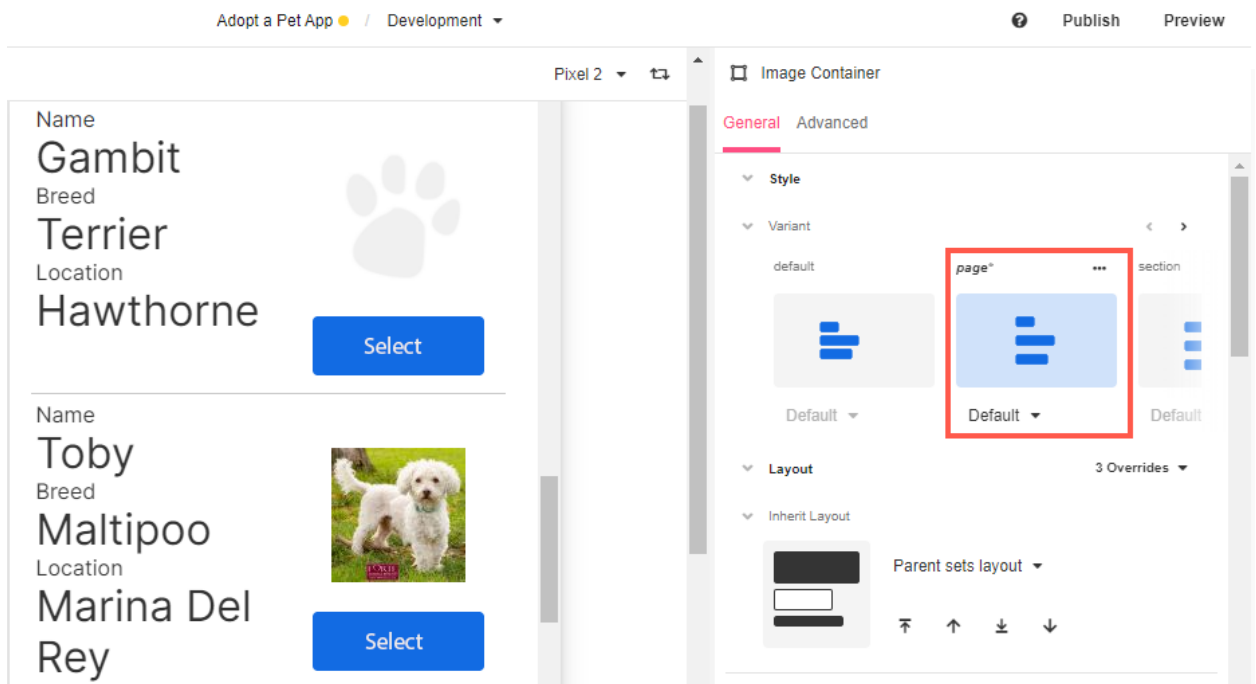 Adopt a Pet App / Development Publish Preview
Pixel 2
Image Container
General Advanced
Name
Gambit
Breed
Terrier
Location
Hawthorne
Select
Name
Toby
Breed
Maltipoo
Location
Marina Del
Rey
Select
Style
Variant
default page* section
Default Default Default
Layout 3 Overrides
Inherit Layout
Parent sets layout